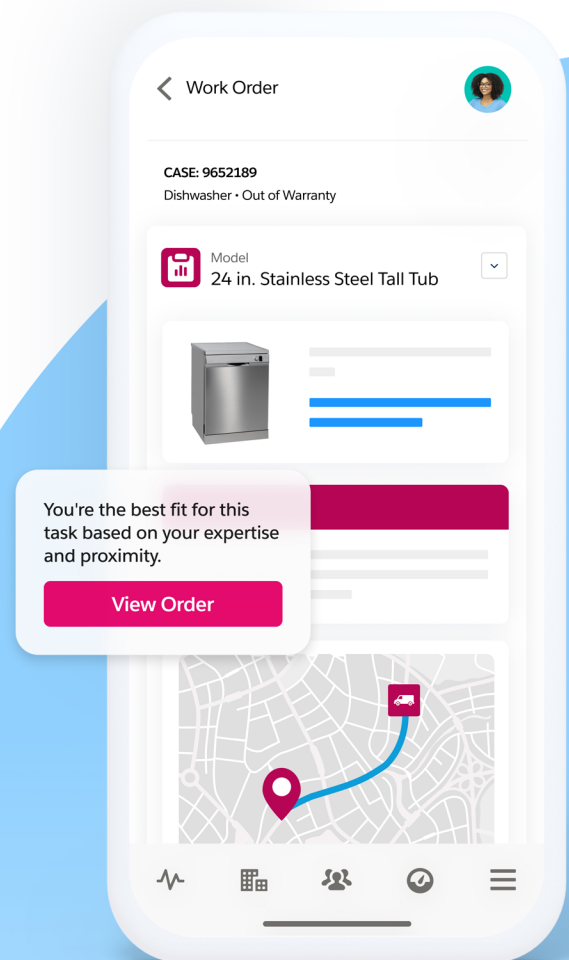 Work Order
CASE: 9652189
Dishwasher • Out of Warranty
Model
24 in. Stainless Steel Tall Tub
You're the best fit for this
task based on your expertise
and proximity.
View Order